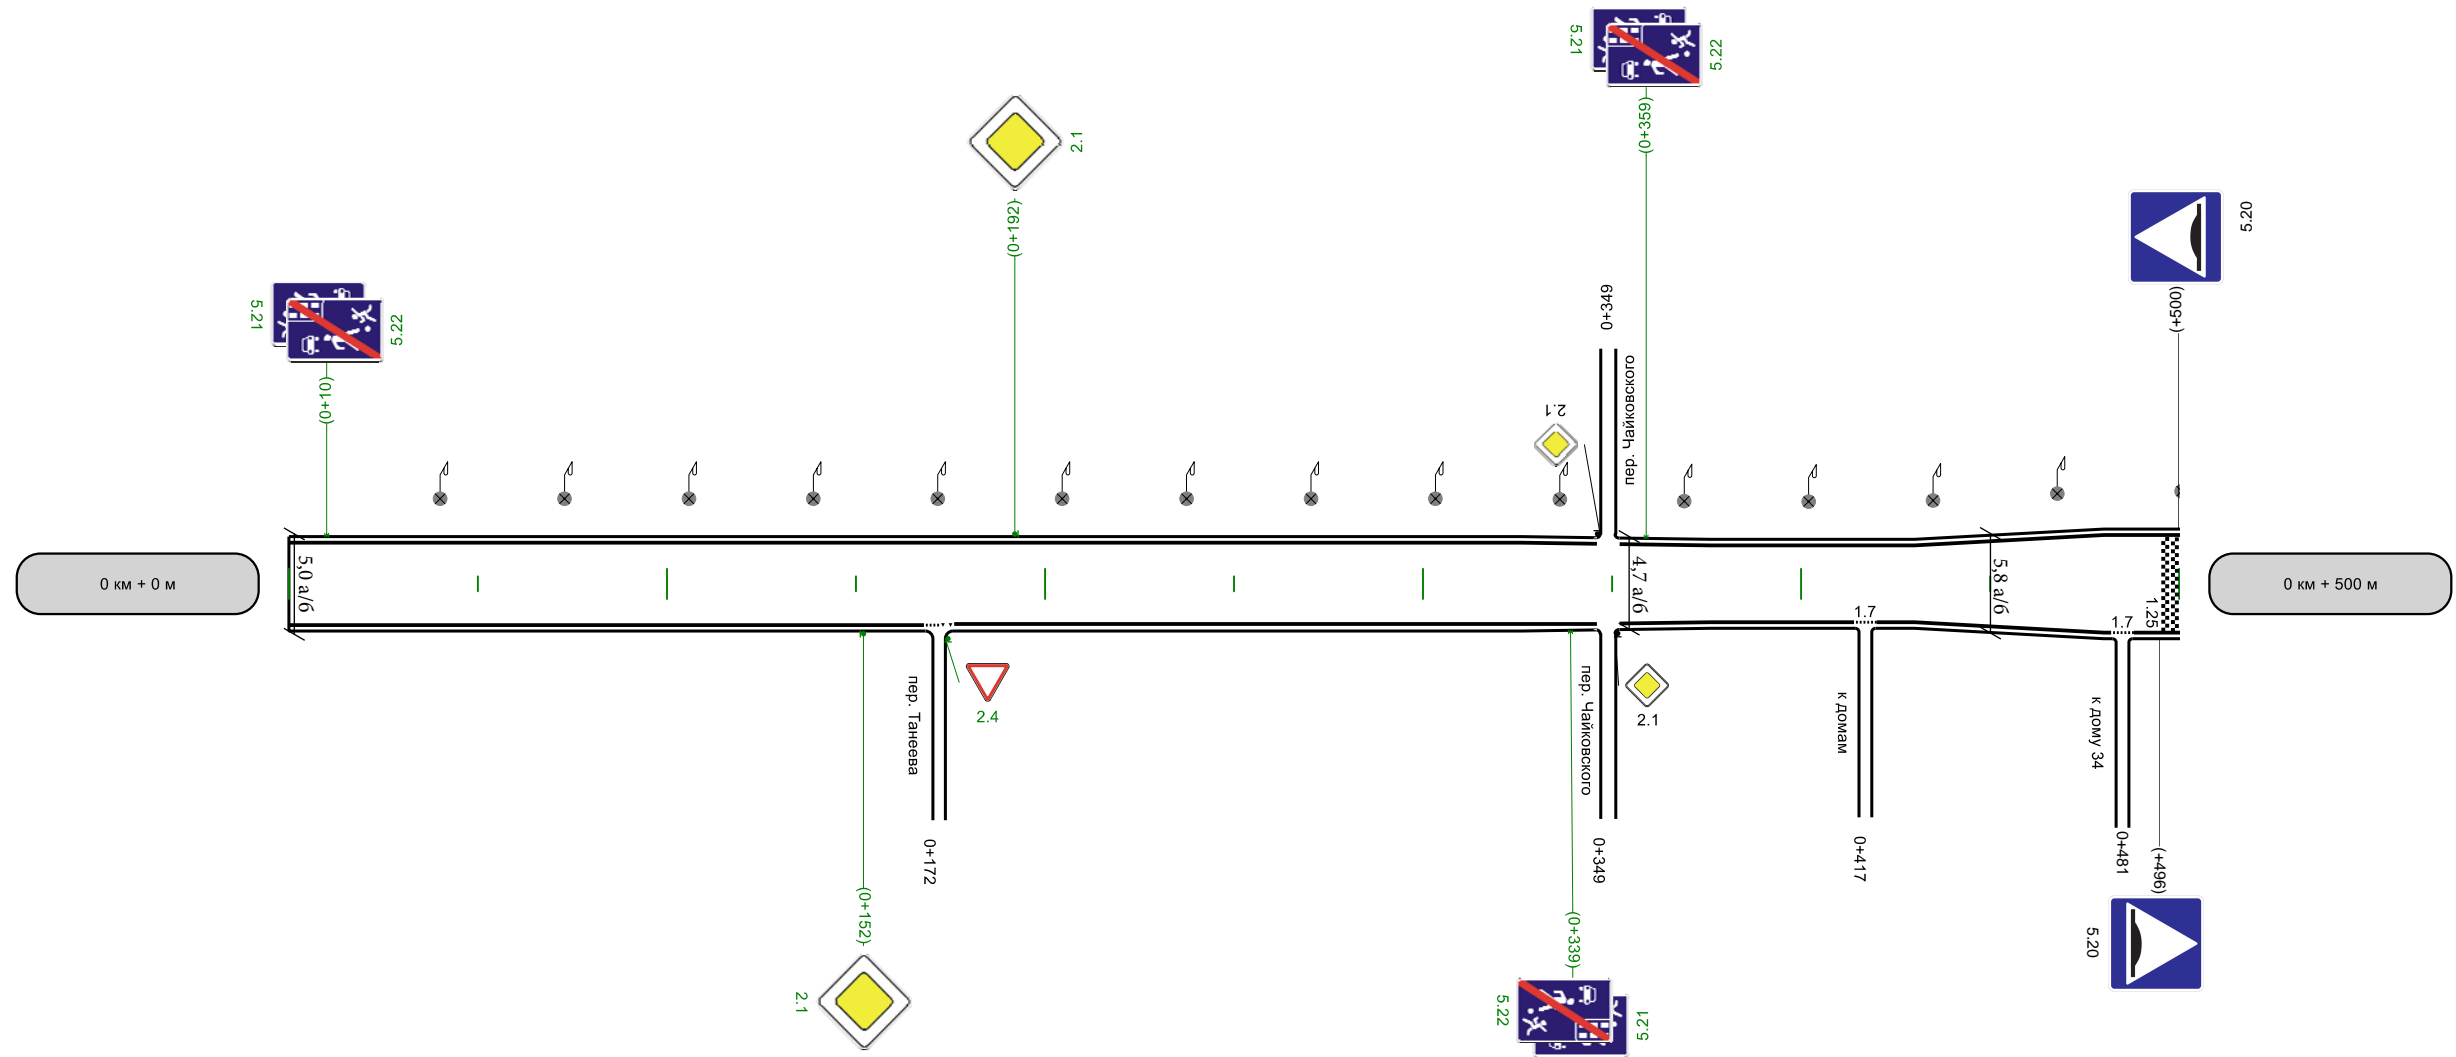 5.21
5.22
(0+359)
2.1
(0+192)
5.20
(+500)
5.21
5.22
(0+10)
0+349
пер. Чайковского
2.1
0 км + 0 м
5,0 а/б
4,7 а/б
5,8 а/б
0 км + 500 м
1.7
1.7
1.25
пер. Танеева
2.4
пер. Чайковского
2.1
к домам
к дому 34
0+172
0+349
0+417
0+481
(+496)
(0+152)
(0+339)
2.1
5.22
5.21
5.20